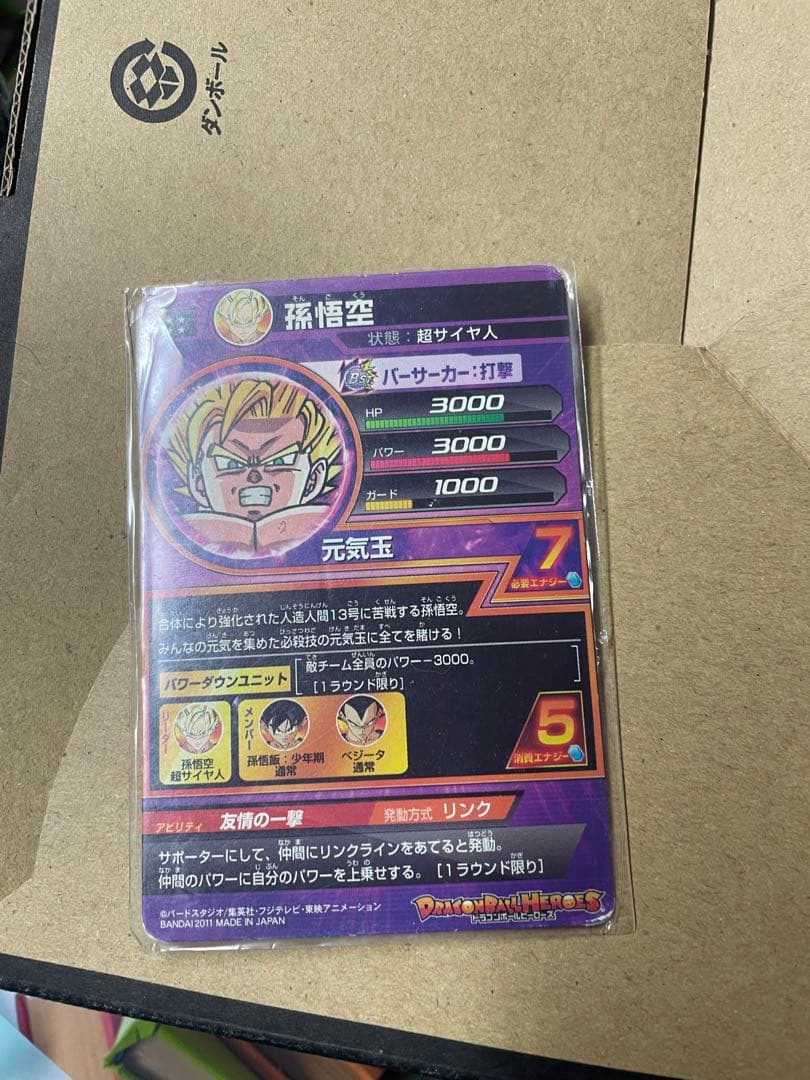 ダンボール
そん ご くう
孫悟空
状態：超サイヤ人
Bs バーサーカー：打撃
HP 3000
パワー 3000
ガード 1000
元気玉
7
必要エナジー
合体により強化された人造人間13号に苦戦する孫悟空。
みんなの元気を集めた必殺技の元気玉に全てを賭ける！
パワーダウンユニット
敵チーム全員のパワー−3000。
［1ラウンド限り］
リーダー
孫悟空
超サイヤ人
メンバー
孫悟飯：少年期
通常
ベジータ
通常
5
消費エナジー
アビリティ 友情の一撃 発動方式 リンク
サポーターにして、仲間にリンクラインをあてると発動。
仲間のパワーに自分のパワーを上乗せする。［1ラウンド限り］
©バードスタジオ/集英社・フジテレビ・東映アニメーション
BANDAI 2011 MADE IN JAPAN
DRAGONBALL HEROES
ドラゴンボールヒーローズ